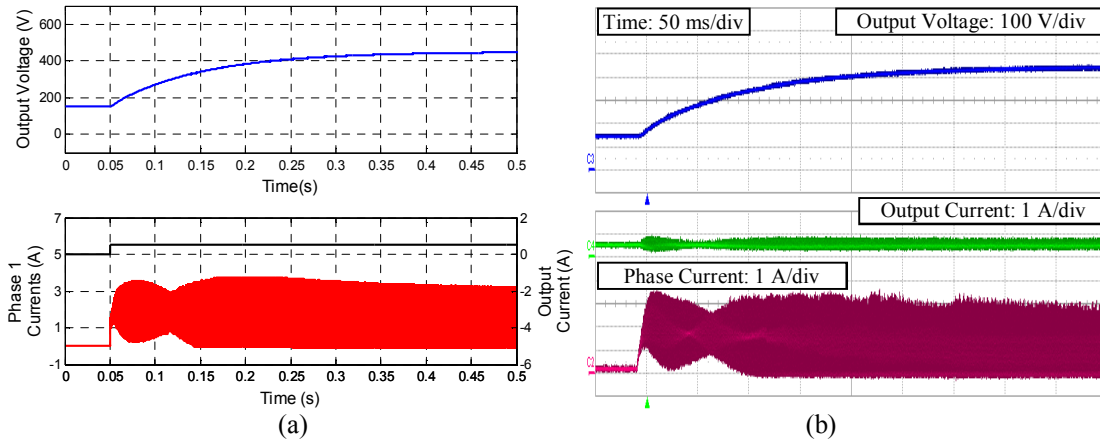 Output Voltage (V)
600
400
200
0
0 0.05 0.1 0.15 0.2 0.25 0.3 0.35 0.4 0.45 0.5
Time(s)
Phase 1
Currents (A)
7
5
3
1
-1
2
0
-2
-4
-6
Output
Current (A)
0 0.05 0.1 0.15 0.2 0.25 0.3 0.35 0.4 0.45 0.5
Time (s)
(a)
Time: 50 ms/div
Output Voltage: 100 V/div
Output Current: 1 A/div
Phase Current: 1 A/div
(b)